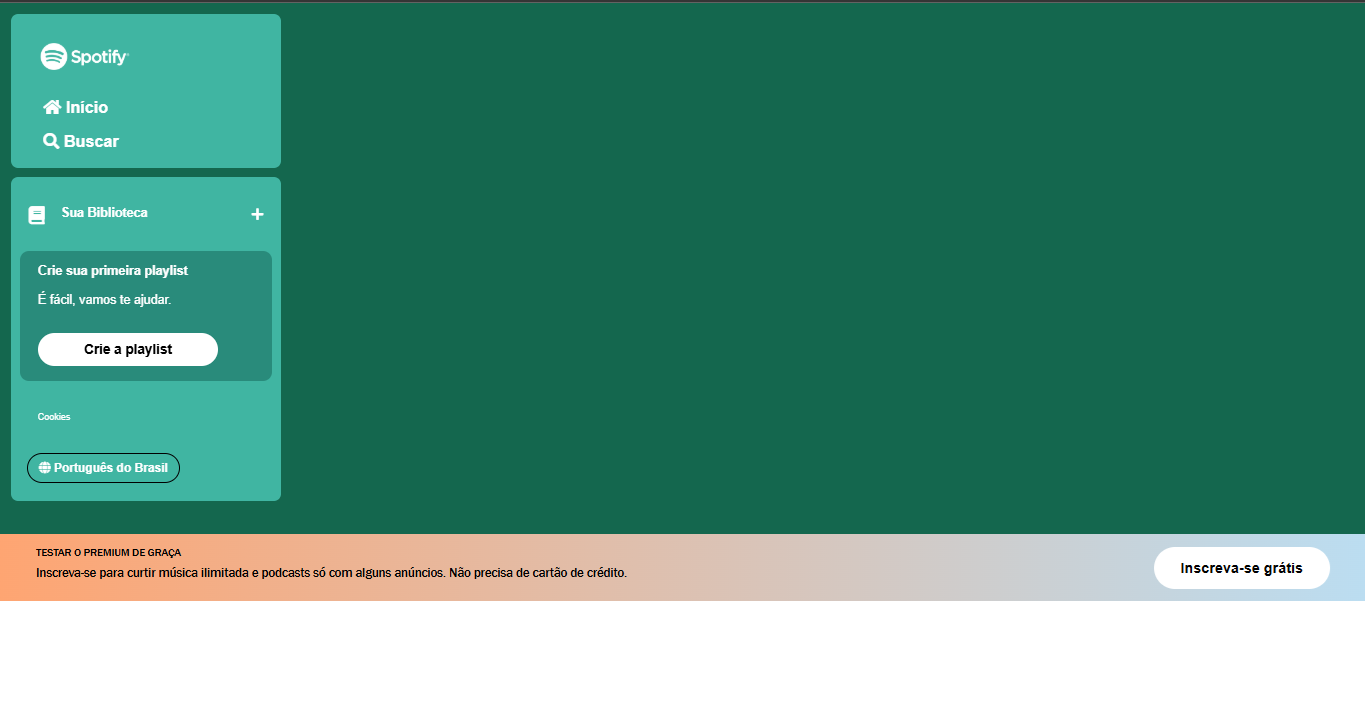 Spotify
Início
Buscar
Sua Biblioteca
Crie sua primeira playlist
É fácil, vamos te ajudar.
Crie a playlist
Cookies
Português do Brasil
TESTAR O PREMIUM DE GRAÇA
Inscreva-se para curtir música ilimitada e podcasts só com alguns anúncios. Não precisa de cartão de crédito.
Inscreva-se grátis